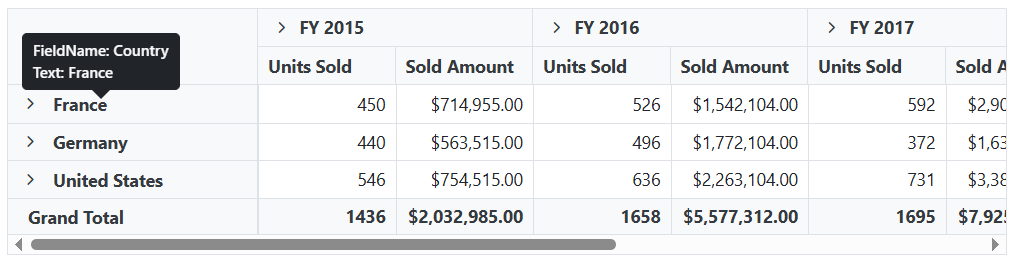 FY 2015 FY 2016 FY 2017
FieldName: Country
Text: France
Units Sold Sold Amount Units Sold Sold Amount Units Sold Sold
France 450 $714,955.00 526 $1,542,104.00 592 $2,90
Germany 440 $563,515.00 496 $1,772,104.00 372 $1,63
United States 546 $754,515.00 636 $2,263,104.00 731 $3,38
Grand Total 1436 $2,032,985.00 1658 $5,577,312.00 1695 $7,925